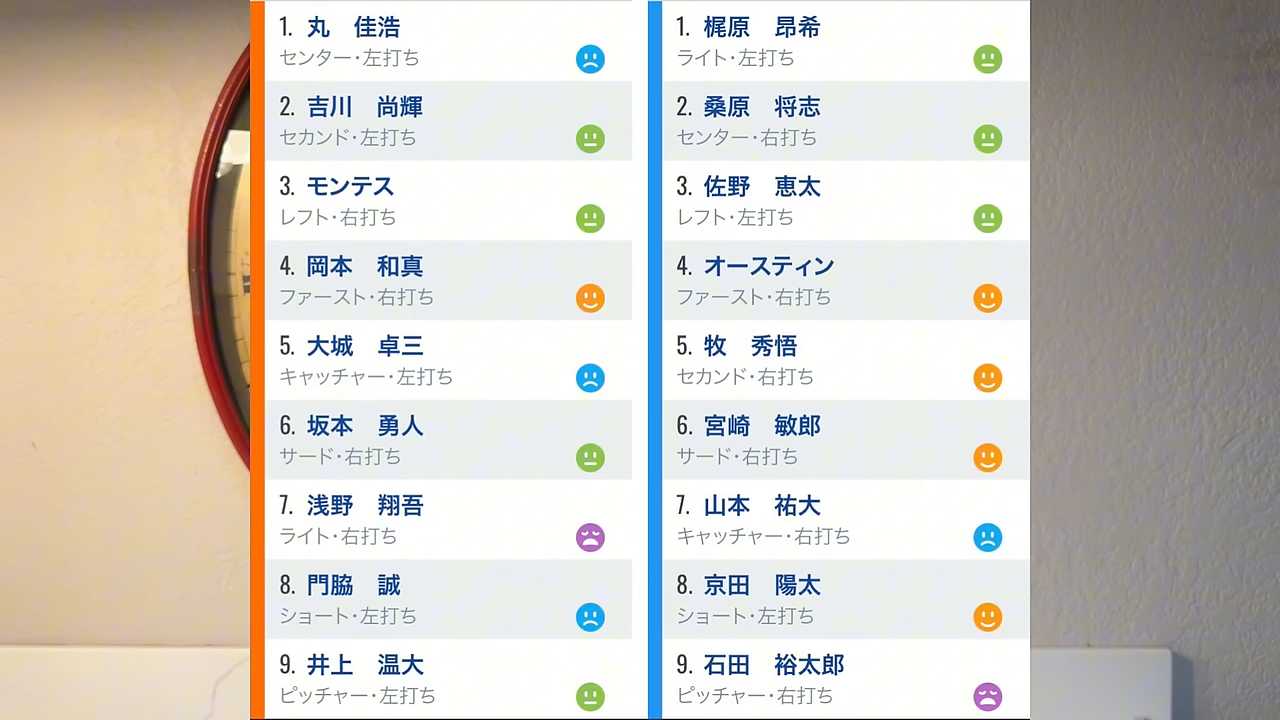 1. 丸　佳浩
センター・左打ち
2. 吉川　尚輝
セカンド・左打ち
3. モンテス
レフト・右打ち
4. 岡本　和真
ファースト・右打ち
5. 大城　卓三
キャッチャー・左打ち
6. 坂本　勇人
サード・右打ち
7. 浅野　翔吾
ライト・右打ち
8. 門脇　誠
ショート・左打ち
9. 井上　温大
ピッチャー・左打ち
1. 梶原　昂希
ライト・左打ち
2. 桑原　将志
センター・右打ち
3. 佐野　恵太
レフト・左打ち
4. オースティン
ファースト・右打ち
5. 牧　秀悟
セカンド・右打ち
6. 宮崎　敏郎
サード・右打ち
7. 山本　祐大
キャッチャー・右打ち
8. 京田　陽太
ショート・左打ち
9. 石田　裕太郎
ピッチャー・右打ち